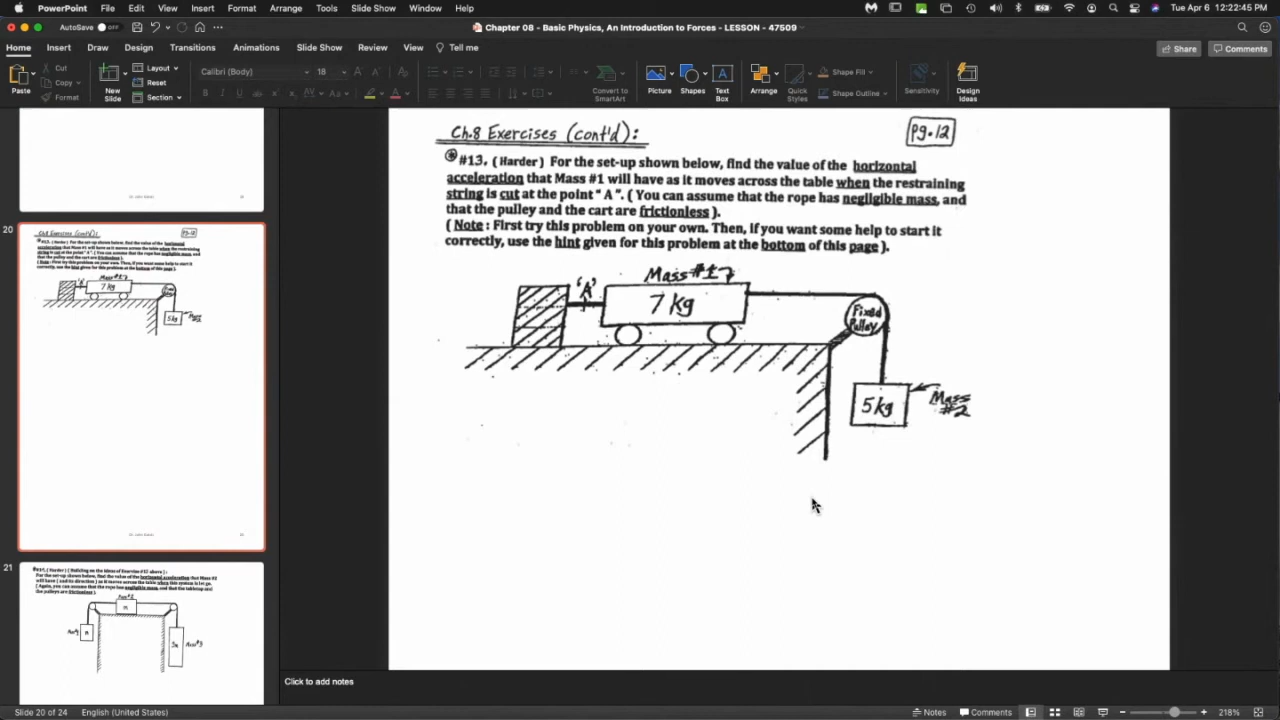 PowerPoint File Edit View Insert Format Arrange Tools Slide Show Window Help Tue Apr 6 12:22:45 PM
AutoSave OFF Chapter 08 - Basic Physics, An Introduction to Forces - LESSON - 47509
Home Insert Draw Design Transitions Animations Slide Show Review View Tell me Share Comments
Paste Cut Copy Format New Slide Layout Reset Section Calibri (Body) 18 Convert to SmartArt Picture Shapes Text Box Arrange Quick Styles Shape Fill Shape Outline Sensitivity Design Ideas
20
21
Ch.8 Exercises (cont'd):
Pg.12
#13. ( Harder ) For the set-up shown below, find the value of the horizontal
acceleration that Mass #1 will have as it moves across the table when the restraining
string is cut at the point " A ". ( You can assume that the rope has negligible mass, and
that the pulley and the cart are frictionless ).
( Note : First try this problem on your own. Then, if you want some help to start it
correctly, use the hint given for this problem at the bottom of this page ).
'A'
Mass #1
7 kg
Fixed
Pulley
5 kg
Mass
#2
Click to add notes
Slide 20 of 24 English (United States) Notes Comments 218%